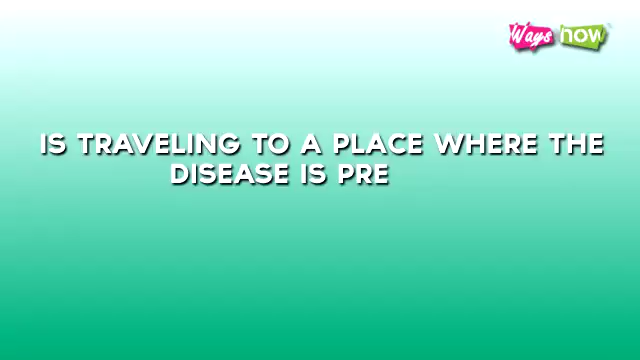 Ways now
IS TRAVELING TO A PLACE WHERE THE
DISEASE IS PRE